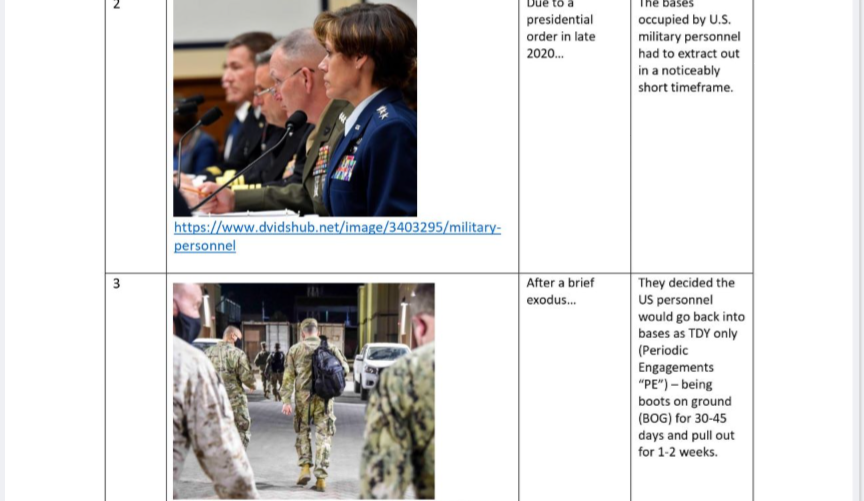 2
Due to a
presidential
order in late
2020...
The bases
occupied by U.S.
military personnel
had to extract out
in a noticeably
short timeframe.
https://www.dvidshub.net/image/3403295/military-
personnel
3
After a brief
exodus...
They decided the
US personnel
would go back into
bases as TDY only
(Periodic
Engagements
"PE") – being
boots on ground
(BOG) for 30-45
days and pull out
for 1-2 weeks.